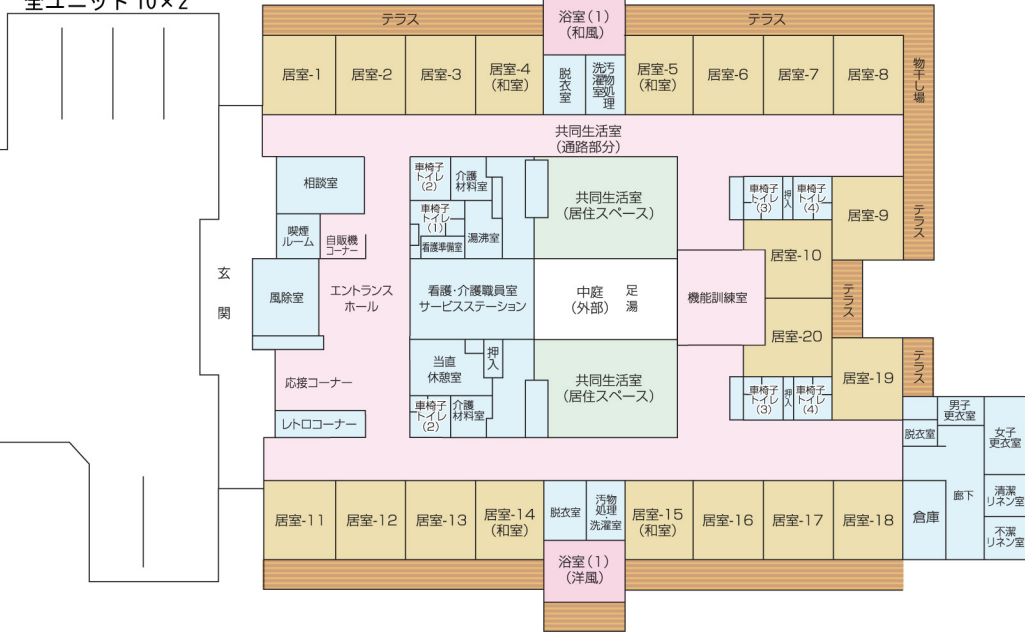 全ユニット 10×2
テラス
浴室(1)
(和風)
テラス
居室-1
居室-2
居室-3
居室-4
(和室)
脱衣室
洗濯室
汚物処理
居室-5
(和室)
居室-6
居室-7
居室-8
物干し場
共同生活室
(通路部分)
相談室
車椅子
トイレ
(2)
介護
材料室
共同生活室
(居住スペース)
車椅子
トイレ
(3)
押入
車椅子
トイレ
(4)
居室-9
テラス
喫煙
ルーム
自販機
コーナー
車椅子
トイレ
(1)
看護準備室
湯沸室
居室-10
玄関
風除室
エントランス
ホール
看護・介護職員室
サービスステーション
中庭
(外部)
足湯
機能訓練室
テラス
居室-20
応接コーナー
当直
休憩室
押入
共同生活室
(居住スペース)
居室-19
テラス
レトロコーナー
車椅子
トイレ
(2)
介護
材料室
車椅子
トイレ
(3)
押入
車椅子
トイレ
(4)
脱衣室
男子
更衣室
女子
更衣室
居室-11
居室-12
居室-13
居室-14
(和室)
脱衣室
汚物
処理・
洗濯室
居室-15
(和室)
居室-16
居室-17
居室-18
倉庫
廊下
清潔
リネン室
不潔
リネン室
浴室(1)
(洋風)